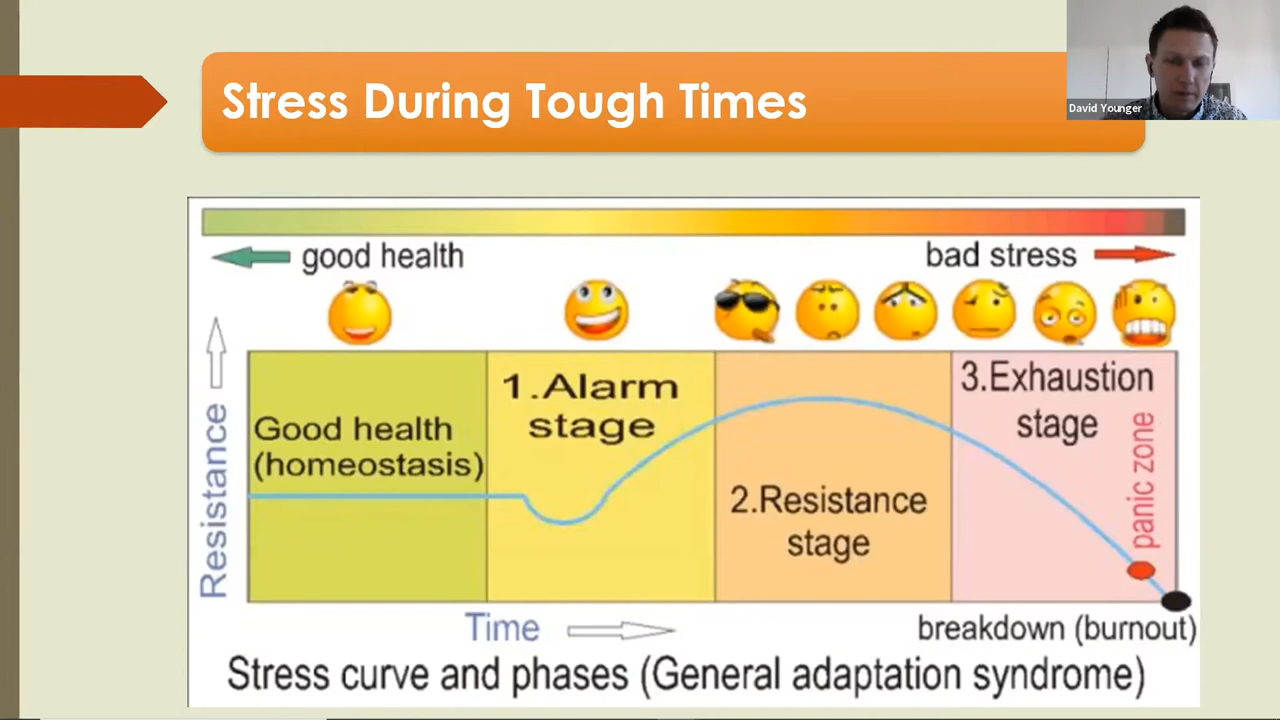 Stress During Tough Times
David Younger
good health
bad stress
Resistance
Good health
(homeostasis)
1.Alarm
stage
2.Resistance
stage
3.Exhaustion
stage
panic zone
Time
breakdown (burnout)
Stress curve and phases (General adaptation syndrome)